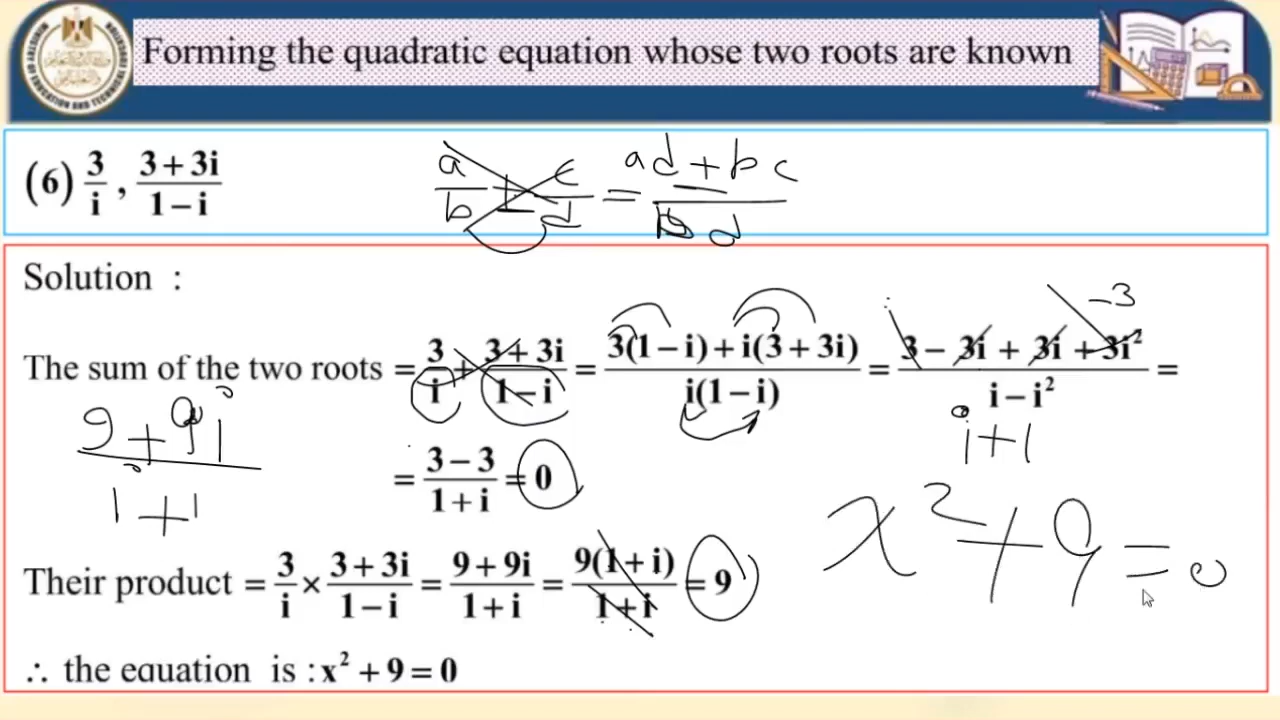 Forming the quadratic equation whose two roots are known
(6) 3/i , (3 + 3i)/(1 − i)
a/b + c/d = (ad + bc)/(bd)
Solution :
−3
The sum of the two roots = 3/i + (3 + 3i)/(1 − i) = (3(1 − i) + i(3 + 3i))/(i(1 − i)) = (3 − 3i + 3i + 3i²)/(i − i²) =
i + 1
(9 + 9i)/(i + 1)
= (3 − 3)/(1 + i) = 0
x² + 9 = 0
Their product = 3/i × (3 + 3i)/(1 − i) = (9 + 9i)/(1 + i) = 9(1 + i)/(1 + i) = 9
∴ the equation is : x² + 9 = 0